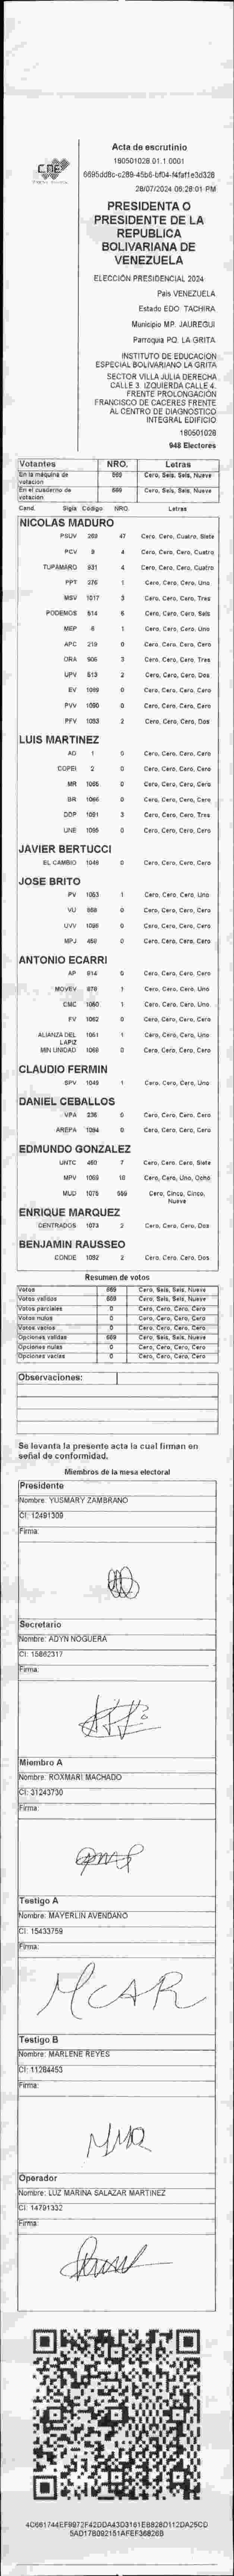 Acta de escrutinio
180501028.01.1.0001
28/07/2024 06:28:01 PM
CNE
PRESIDENTA O
PRESIDENTE DE LA
REPUBLICA
BOLIVARIANA DE
VENEZUELA
ELECCIÓN PRESIDENCIAL 2024
País VENEZUELA
Estado EDO. TACHIRA
Municipio MP. JAUREGUI
Parroquia PQ. LA GRITA
INSTITUTO DE EDUCACION
ESPECIAL BOLIVARIANO LA GRITA
SECTOR VILLA JULIA DERECHA
CALLE 3. IZQUIERDA CALLE 4.
FRENTE PROLONGACIÓN
FRANCISCO DE CACERES FRENTE
AL CENTRO DE DIAGNOSTICO
INTEGRAL EDIFICIO
180501028
948 Electores
Votantes NRO. Letras
En la máquina de votación 669 Cero, Seis, Seis, Nueve
En el cuaderno de votación 669 Cero, Seis, Seis, Nueve
Cand. Sigla Código NRO. Letras
NICOLAS MADURO
PSUV 263 47 Cero, Cero, Cuatro, Siete
PCV 9 4 Cero, Cero, Cero, Cuatro
TUPAMARO 831 4 Cero, Cero, Cero, Cuatro
PPT 276 1 Cero, Cero, Cero, Uno
MSV 1017 3 Cero, Cero, Cero, Tres
PODEMOS 514 6 Cero, Cero, Cero, Seis
MEP 6 1 Cero, Cero, Cero, Uno
APC 219 0 Cero, Cero, Cero, Cero
ORA 906 3 Cero, Cero, Cero, Tres
UPV 513 2 Cero, Cero, Cero, Dos
EV 1099 0 Cero, Cero, Cero, Cero
PVV 1090 0 Cero, Cero, Cero, Cero
PFV 1083 2 Cero, Cero, Cero, Dos
LUIS MARTINEZ
AD 1 0 Cero, Cero, Cero, Cero
COPEI 2 0 Cero, Cero, Cero, Cero
MR 1065 0 Cero, Cero, Cero, Cero
BR 1066 0 Cero, Cero, Cero, Cero
DDP 1091 3 Cero, Cero, Cero, Tres
UNE 1095 0 Cero, Cero, Cero, Cero
JAVIER BERTUCCI
EL CAMBIO 1048 0 Cero, Cero, Cero, Cero
JOSE BRITO
PV 1063 1 Cero, Cero, Cero, Uno
VU 868 0 Cero, Cero, Cero, Cero
UVV 1086 0 Cero, Cero, Cero, Cero
MPJ 458 0 Cero, Cero, Cero, Cero
ANTONIO ECARRI
AP 814 0 Cero, Cero, Cero, Cero
MOVEV 878 1 Cero, Cero, Cero, Uno
CMC 1060 1 Cero, Cero, Cero, Uno
FV 1062 0 Cero, Cero, Cero, Cero
ALIANZA DEL LAPIZ 1061 1 Cero, Cero, Cero, Uno
MIN UNIDAD 1068 0 Cero, Cero, Cero, Cero
CLAUDIO FERMIN
SPV 1049 1 Cero, Cero, Cero, Uno
DANIEL CEBALLOS
VPA 236 0 Cero, Cero, Cero, Cero
AREPA 1094 0 Cero, Cero, Cero, Cero
EDMUNDO GONZALEZ
UNTC 469 7 Cero, Cero, Cero, Siete
MPV 1069 18 Cero, Cero, Uno, Ocho
MUD 1075 559 Cero, Cinco, Cinco, Nueve
ENRIQUE MARQUEZ
CENTRADOS 1073 2 Cero, Cero, Cero, Dos
BENJAMIN RAUSSEO
CONDE 1092 2 Cero, Cero, Cero, Dos
Resumen de votos
Votos 669 Cero, Seis, Seis, Nueve
Votos validos 669 Cero, Seis, Seis, Nueve
Votos parciales 0 Cero, Cero, Cero, Cero
Votos nulos 0 Cero, Cero, Cero, Cero
Votos vacios 0 Cero, Cero, Cero, Cero
Opciones validas 669 Cero, Seis, Seis, Nueve
Opciones nulas 0 Cero, Cero, Cero, Cero
Opciones vacias 0 Cero, Cero, Cero, Cero
Observaciones:
Se levanta la presente acta la cual firman en
señal de conformidad.
Miembros de la mesa electoral
Presidente
Nombre: YUSMARY ZAMBRANO
CI: 12491309
Firma:
Secretario
Nombre: ADYN NOGUERA
CI: 15862317
Firma:
Miembro A
Nombre: ROXMARI MACHADO
CI: 31243730
Firma:
Testigo A
Nombre: MAYERLIN AVENDANO
CI: 15433759
Firma:
MCAR
Testigo B
Nombre: MARLENE REYES
CI: 11284453
Firma:
Operador
Nombre: LUZ MARINA SALAZAR MARTINEZ
CI: 14791332
Firma: